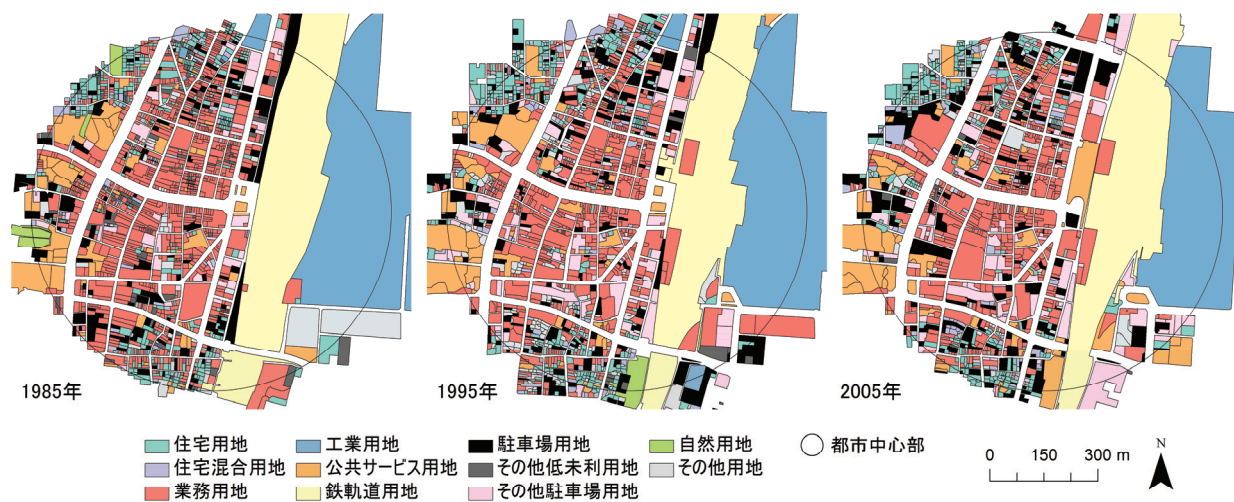 1985年
1995年
2005年
住宅用地
工業用地
駐車場用地
自然用地
都市中心部
住宅混合用地
公共サービス用地
その他低未利用地
その他用地
業務用地
鉄軌道用地
その他駐車場用地
0 150 300 m
N